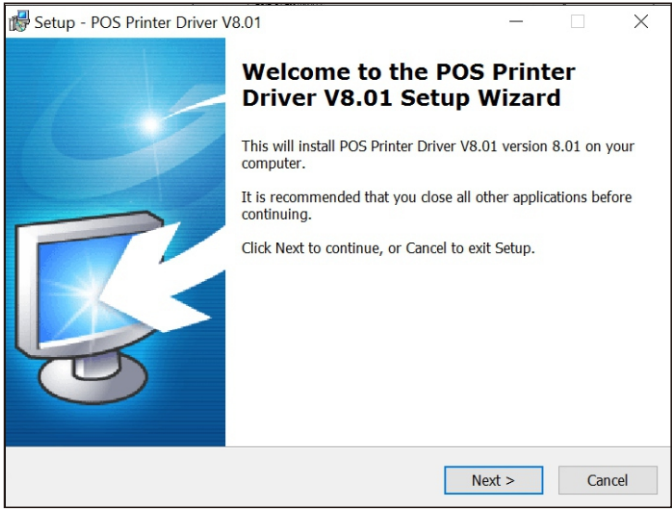 Setup - POS Printer Driver V8.01
Welcome to the POS Printer
Driver V8.01 Setup Wizard
This will install POS Printer Driver V8.01 version 8.01 on your
computer.
It is recommended that you close all other applications before
continuing.
Click Next to continue, or Cancel to exit Setup.
Next >
Cancel